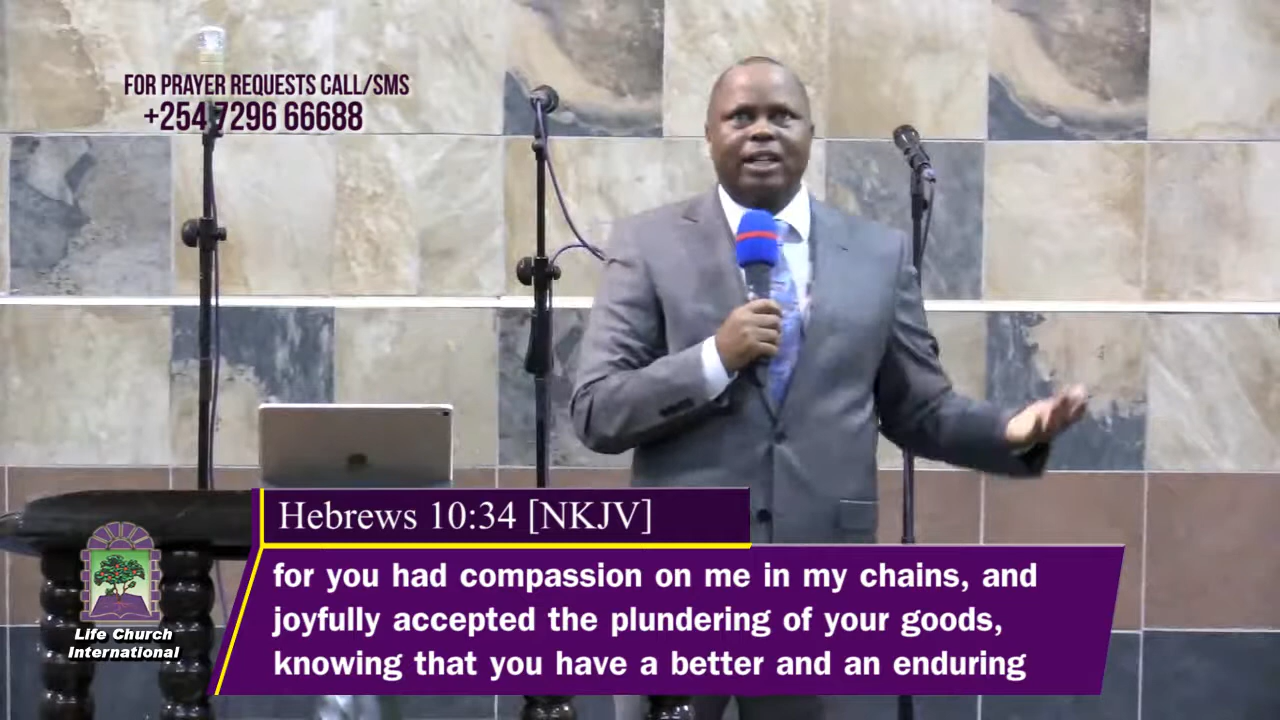 FOR PRAYER REQUESTS CALL/SMS
+254 7296 66688
Hebrews 10:34 [NKJV]
for you had compassion on me in my chains, and
joyfully accepted the plundering of your goods,
knowing that you have a better and an enduring
Life Church
International